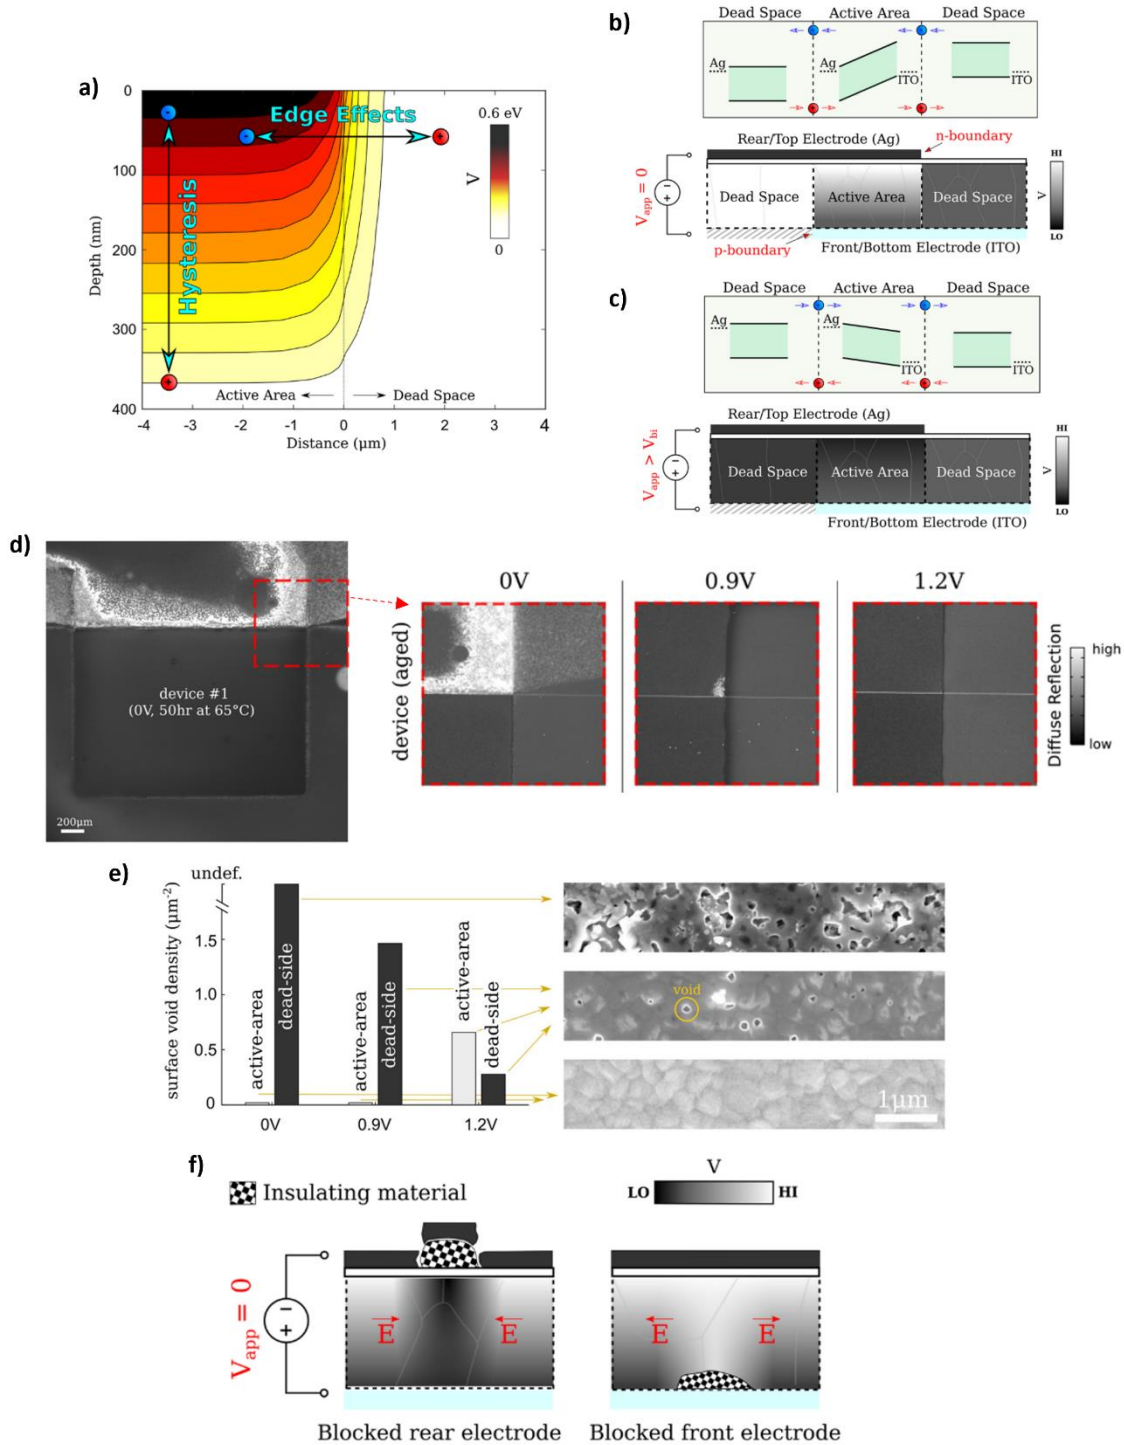 a)
0
100
200
300
400
Depth (nm)
-4
-3
-2
-1
0
1
2
3
4
Distance (µm)
Hysteresis
Edge Effects
0.6 eV
V
0
Active Area
Dead Space
b)
Dead Space
Active Area
Dead Space
Ag
Ag
ITO
ITO
n-boundary
Rear/Top Electrode (Ag)
V_app = 0
Dead Space
Active Area
Dead Space
p-boundary
Front/Bottom Electrode (ITO)
HI
V
LO
c)
Dead Space
Active Area
Dead Space
Ag
Ag
ITO
ITO
Rear/Top Electrode (Ag)
V_app > V_bi
Dead Space
Active Area
Dead Space
Front/Bottom Electrode (ITO)
HI
V
LO
d)
device #1
(0V, 50hr at 65°C)
200µm
device (aged)
0V
0.9V
1.2V
high
Diffuse Reflection
low
e)
surface void density (µm⁻²)
undef.
1.5
1.0
0.5
0
active-area
dead-side
active-area
dead-side
active-area
dead-side
0V
0.9V
1.2V
void
1µm
f)
Insulating material
V
LO
HI
V_app = 0
E
E
E
E
Blocked rear electrode
Blocked front electrode